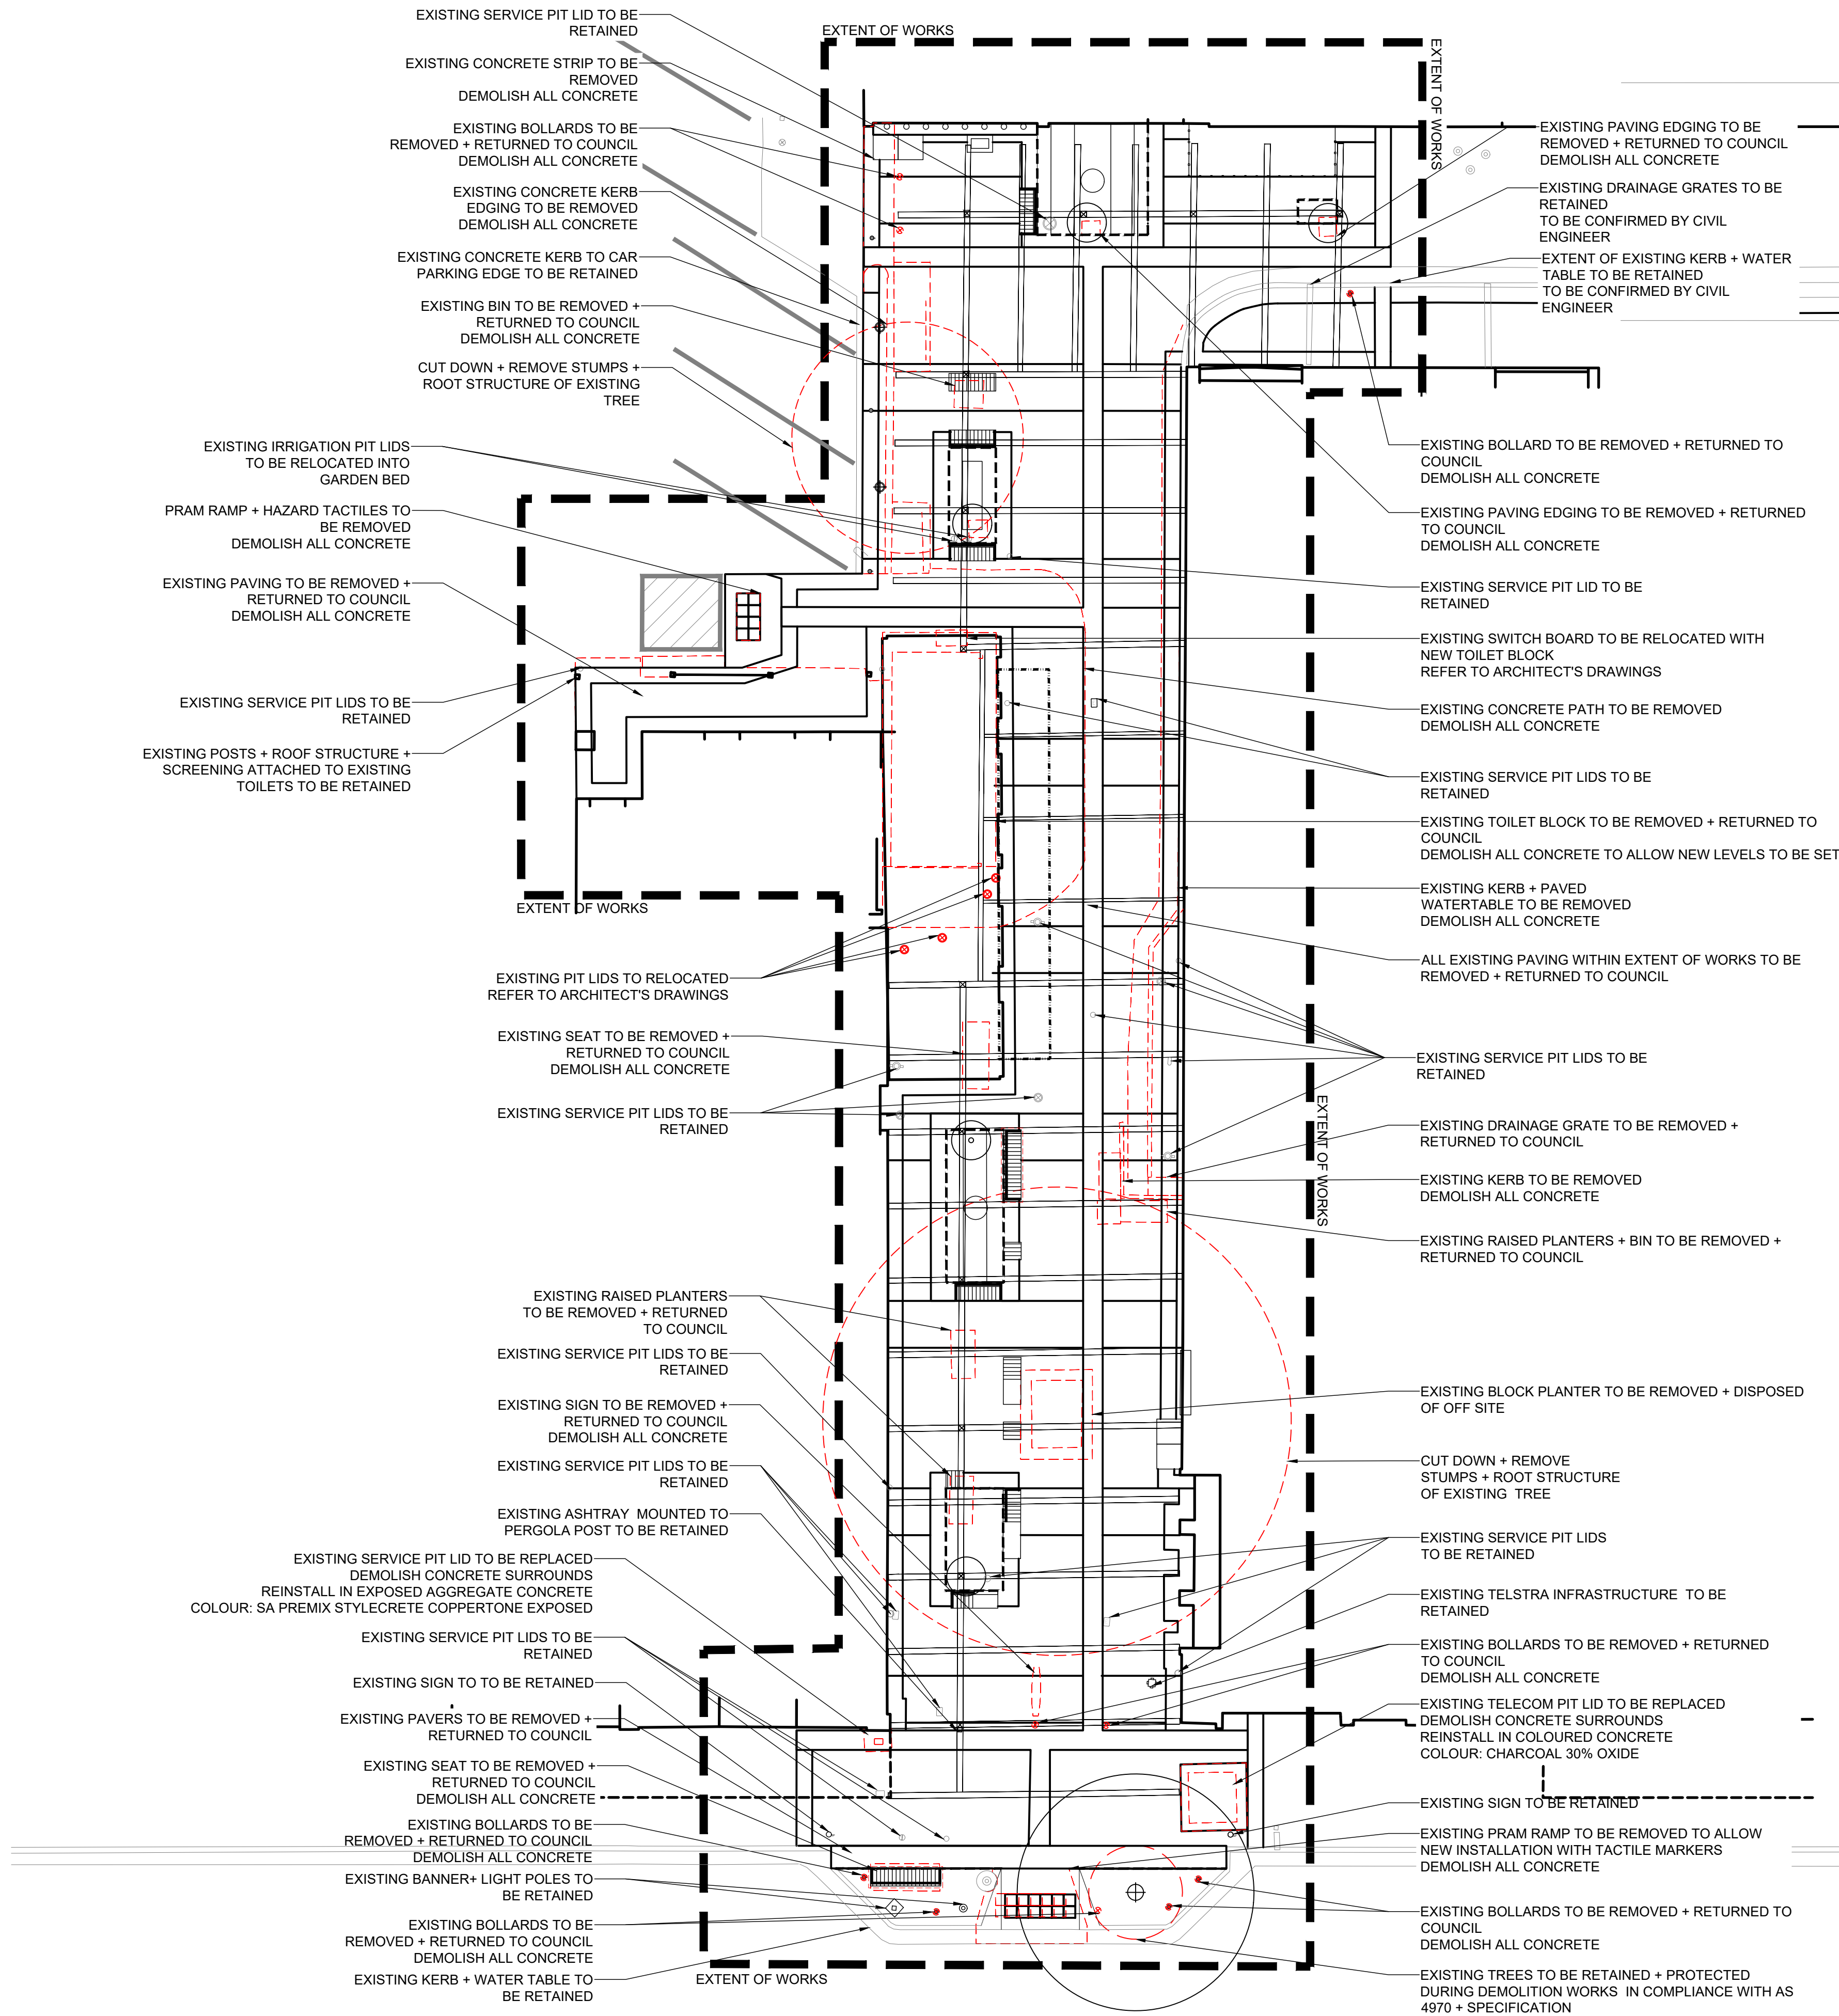 EXISTING SERVICE PIT LID TO BE
RETAINED
EXTENT OF WORKS
EXTENT OF WORKS
EXISTING CONCRETE STRIP TO BE
REMOVED
DEMOLISH ALL CONCRETE
EXISTING BOLLARDS TO BE
REMOVED + RETURNED TO COUNCIL
DEMOLISH ALL CONCRETE
EXISTING CONCRETE KERB
EDGING TO BE REMOVED
DEMOLISH ALL CONCRETE
EXISTING CONCRETE KERB TO CAR
PARKING EDGE TO BE RETAINED
EXISTING BIN TO BE REMOVED +
RETURNED TO COUNCIL
DEMOLISH ALL CONCRETE
CUT DOWN + REMOVE STUMPS +
ROOT STRUCTURE OF EXISTING
TREE
EXISTING IRRIGATION PIT LIDS
TO BE RELOCATED INTO
GARDEN BED
PRAM RAMP + HAZARD TACTILES TO
BE REMOVED
DEMOLISH ALL CONCRETE
EXISTING PAVING TO BE REMOVED +
RETURNED TO COUNCIL
DEMOLISH ALL CONCRETE
EXISTING SERVICE PIT LIDS TO BE
RETAINED
EXISTING POSTS + ROOF STRUCTURE +
SCREENING ATTACHED TO EXISTING
TOILETS TO BE RETAINED
EXTENT OF WORKS
EXISTING PIT LIDS TO RELOCATED
REFER TO ARCHITECT'S DRAWINGS
EXISTING SEAT TO BE REMOVED +
RETURNED TO COUNCIL
DEMOLISH ALL CONCRETE
EXISTING SERVICE PIT LIDS TO BE
RETAINED
EXISTING RAISED PLANTERS
TO BE REMOVED + RETURNED
TO COUNCIL
EXISTING SERVICE PIT LIDS TO BE
RETAINED
EXISTING SIGN TO BE REMOVED +
RETURNED TO COUNCIL
DEMOLISH ALL CONCRETE
EXISTING SERVICE PIT LIDS TO BE
RETAINED
EXISTING ASHTRAY MOUNTED TO
PERGOLA POST TO BE RETAINED
EXISTING SERVICE PIT LID TO BE REPLACED
DEMOLISH CONCRETE SURROUNDS
REINSTALL IN EXPOSED AGGREGATE CONCRETE
COLOUR: SA PREMIX STYLECRETE COPPERTONE EXPOSED
EXISTING SERVICE PIT LIDS TO BE
RETAINED
EXISTING SIGN TO TO BE RETAINED
EXISTING PAVERS TO BE REMOVED +
RETURNED TO COUNCIL
EXISTING SEAT TO BE REMOVED +
RETURNED TO COUNCIL
DEMOLISH ALL CONCRETE
EXISTING BOLLARDS TO BE
REMOVED + RETURNED TO COUNCIL
DEMOLISH ALL CONCRETE
EXISTING BANNER+ LIGHT POLES TO
BE RETAINED
EXISTING BOLLARDS TO BE
REMOVED + RETURNED TO COUNCIL
DEMOLISH ALL CONCRETE
EXISTING KERB + WATER TABLE TO
BE RETAINED
EXTENT OF WORKS
EXISTING PAVING EDGING TO BE
REMOVED + RETURNED TO COUNCIL
DEMOLISH ALL CONCRETE
EXISTING DRAINAGE GRATES TO BE
RETAINED
TO BE CONFIRMED BY CIVIL
ENGINEER
EXTENT OF EXISTING KERB + WATER
TABLE TO BE RETAINED
TO BE CONFIRMED BY CIVIL
ENGINEER
EXISTING BOLLARD TO BE REMOVED + RETURNED TO
COUNCIL
DEMOLISH ALL CONCRETE
EXISTING PAVING EDGING TO BE REMOVED + RETURNED
TO COUNCIL
DEMOLISH ALL CONCRETE
EXISTING SERVICE PIT LID TO BE
RETAINED
EXISTING SWITCH BOARD TO BE RELOCATED WITH
NEW TOILET BLOCK
REFER TO ARCHITECT'S DRAWINGS
EXISTING CONCRETE PATH TO BE REMOVED
DEMOLISH ALL CONCRETE
EXISTING SERVICE PIT LIDS TO BE
RETAINED
EXISTING TOILET BLOCK TO BE REMOVED + RETURNED TO
COUNCIL
DEMOLISH ALL CONCRETE TO ALLOW NEW LEVELS TO BE SET
EXISTING KERB + PAVED
WATERTABLE TO BE REMOVED
DEMOLISH ALL CONCRETE
ALL EXISTING PAVING WITHIN EXTENT OF WORKS TO BE
REMOVED + RETURNED TO COUNCIL
EXISTING SERVICE PIT LIDS TO BE
RETAINED
EXTENT OF WORKS
EXISTING DRAINAGE GRATE TO BE REMOVED +
RETURNED TO COUNCIL
EXISTING KERB TO BE REMOVED
DEMOLISH ALL CONCRETE
EXISTING RAISED PLANTERS + BIN TO BE REMOVED +
RETURNED TO COUNCIL
EXISTING BLOCK PLANTER TO BE REMOVED + DISPOSED
OF OFF SITE
CUT DOWN + REMOVE
STUMPS + ROOT STRUCTURE
OF EXISTING TREE
EXISTING SERVICE PIT LIDS
TO BE RETAINED
EXISTING TELSTRA INFRASTRUCTURE TO BE
RETAINED
EXISTING BOLLARDS TO BE REMOVED + RETURNED
TO COUNCIL
DEMOLISH ALL CONCRETE
EXISTING TELECOM PIT LID TO BE REPLACED
DEMOLISH CONCRETE SURROUNDS
REINSTALL IN COLOURED CONCRETE
COLOUR: CHARCOAL 30% OXIDE
EXISTING SIGN TO BE RETAINED
EXISTING PRAM RAMP TO BE REMOVED TO ALLOW
NEW INSTALLATION WITH TACTILE MARKERS
DEMOLISH ALL CONCRETE
EXISTING BOLLARDS TO BE REMOVED + RETURNED TO
COUNCIL
DEMOLISH ALL CONCRETE
EXISTING TREES TO BE RETAINED + PROTECTED
DURING DEMOLITION WORKS IN COMPLIANCE WITH AS
4970 + SPECIFICATION